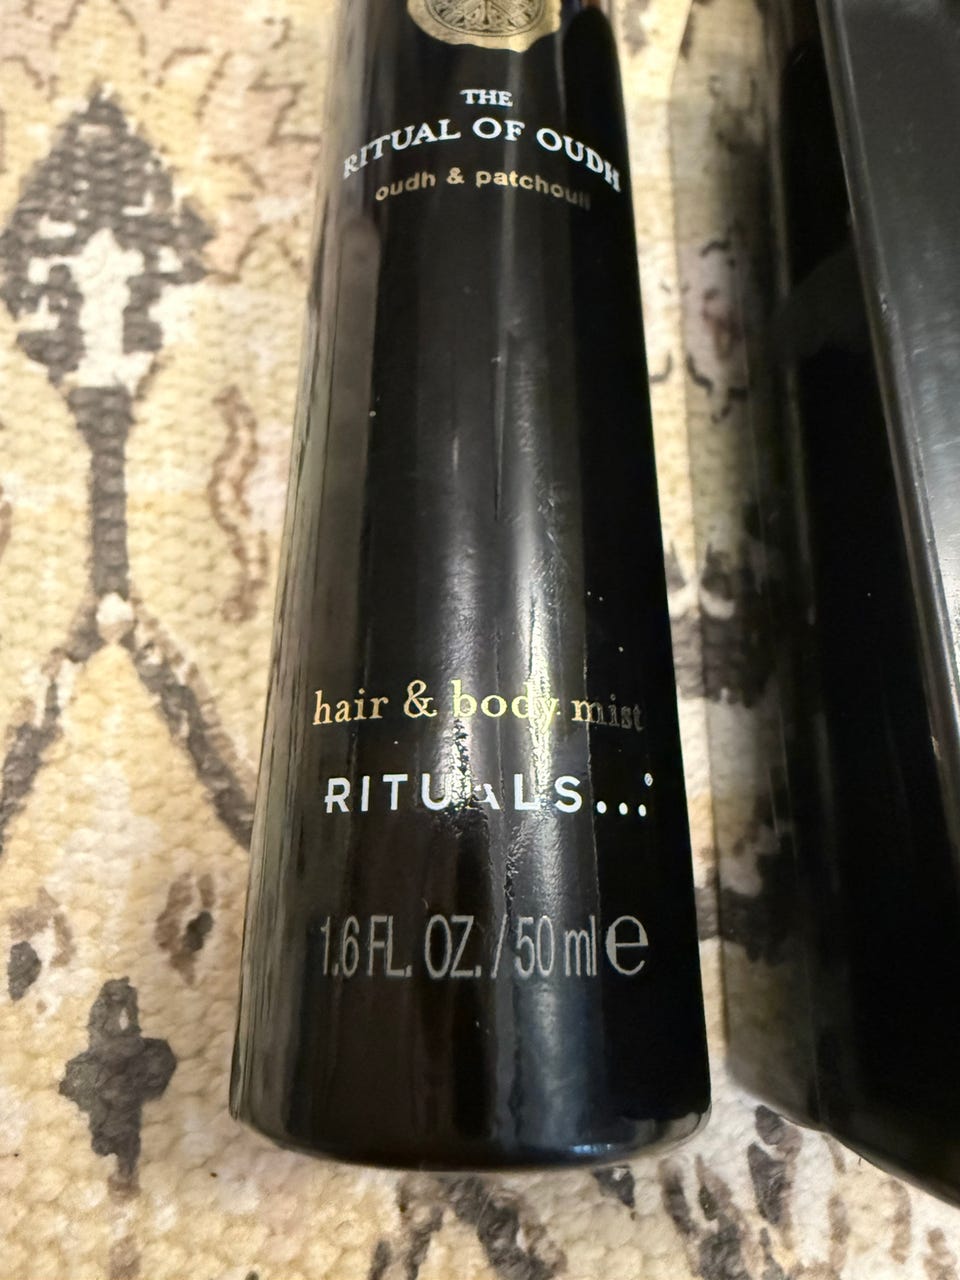 THE
RITUAL OF OUDH
oudh & patchouli
hair & body mist
RITUALS...®
1.6 FL. OZ. / 50 ml ℮